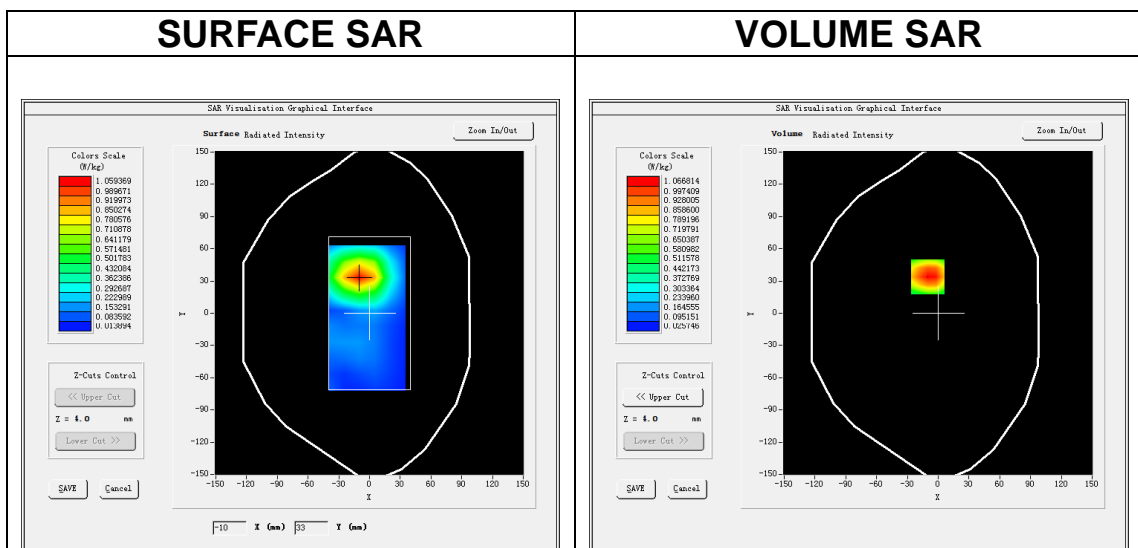 SURFACE SAR
VOLUME SAR
SAR Visualisation Graphical Interface
Surface Radiated Intensity
Zoom In/Out
Colors Scale
(W/kg)
1.059369
0.989671
0.919973
0.850274
0.780576
0.710878
0.641179
0.571481
0.501783
0.432084
0.362386
0.292687
0.222989
0.153291
0.083592
0.013894
Z-Cuts Control
<< Upper Cut
Z = 4.0 mm
Lower Cut >>
SAVE Cancel
150
120
90
60
30
0
-30
-60
-90
-120
-150
Y
-150 -120 -90 -60 -30 0 30 60 90 120 150
X
-10 X (mm) 33 Y (mm)
SAR Visualisation Graphical Interface
Volume Radiated Intensity
Zoom In/Out
Colors Scale
(W/kg)
1.066814
0.997409
0.928005
0.858600
0.789196
0.719791
0.650387
0.580982
0.511578
0.442173
0.372769
0.303364
0.233960
0.164555
0.095151
0.025746
Z-Cuts Control
<< Upper Cut
Z = 4.0 mm
Lower Cut >>
SAVE Cancel
150
120
90
60
30
0
-30
-60
-90
-120
-150
Y
-150 -120 -90 -60 -30 0 30 60 90 120 150
X